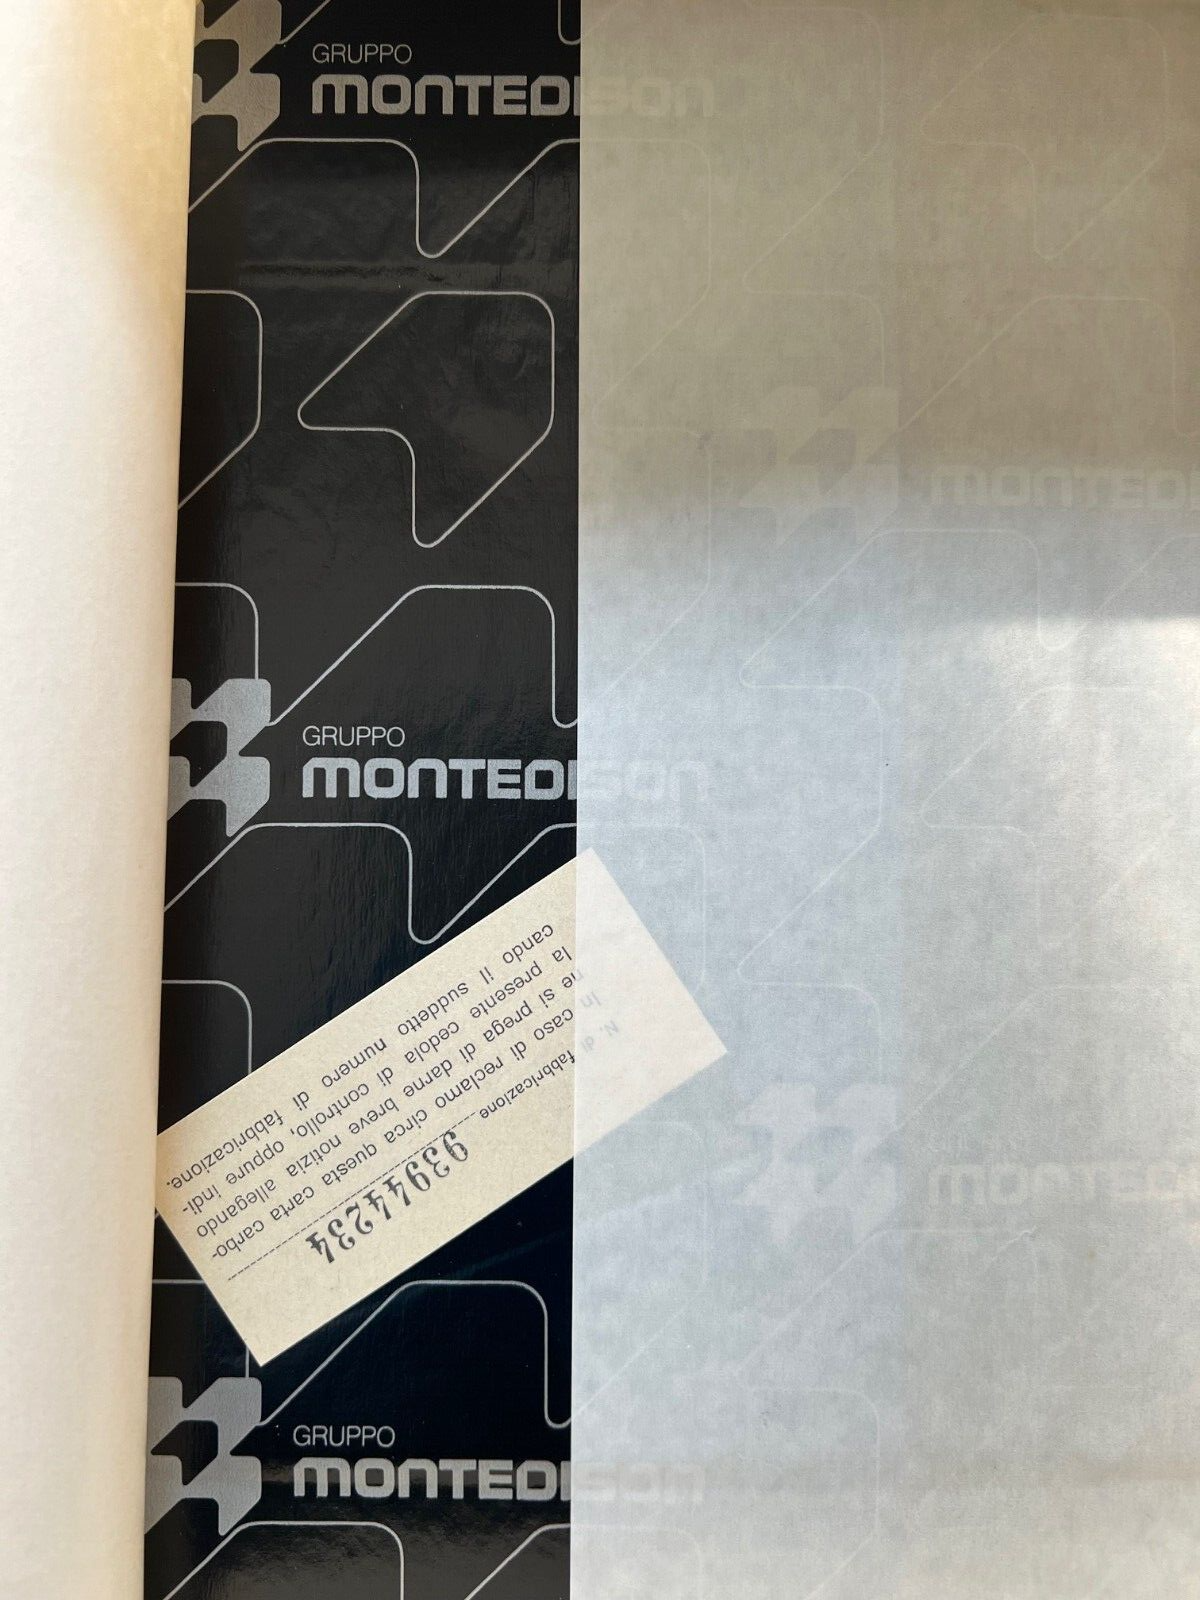 GRUPPO
MONTEDISON
MONTEDI
GRUPPO
MONTEDISON
N. di fabbricazione
93944234
In caso di reclamo circa questa carta carbo-
ne si prega di darne breve notizia allegando
la presente cedola di controllo, oppure indi-
cando il suddetto numero di fabbricazione.
MONTEDI
GRUPPO
MONTEDISON